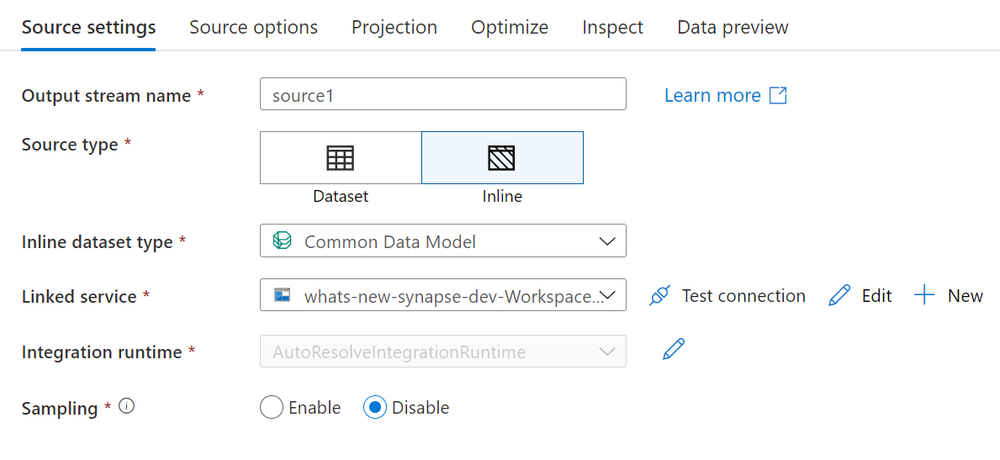 Source settings Source options Projection Optimize Inspect Data preview
Output stream name * source1 Learn more
Source type *
Dataset Inline
Inline dataset type * Common Data Model
Linked service * whats-new-synapse-dev-Workspace... Test connection Edit New
Integration runtime * AutoResolveIntegrationRuntime
Sampling * Enable Disable